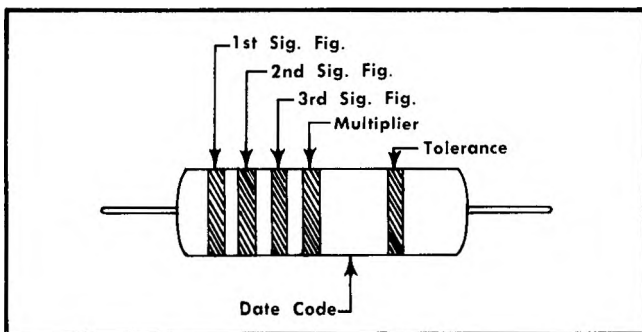 1st Sig. Fig.
2nd Sig. Fig.
3rd Sig. Fig.
Multiplier
Tolerance
Date Code